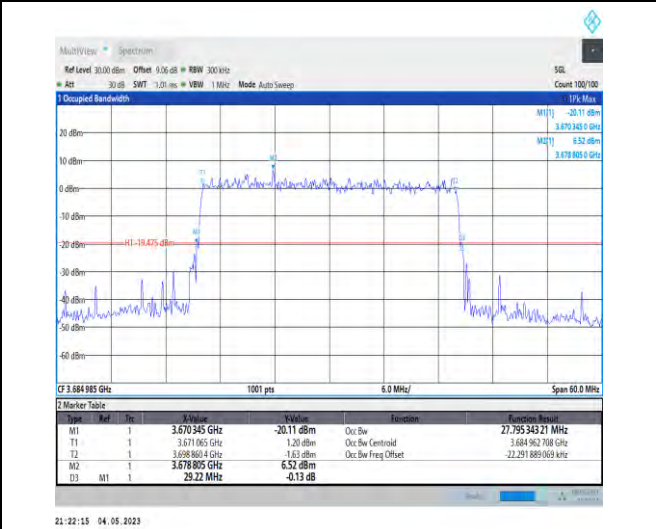 MultiView Spectrum
Ref Level 30.00 dBm Offset 9.06 dB RBW 300 kHz SGL
Att 30 dB SWT 1.01 ms VBW 1 MHz Mode Auto Sweep Count 100/100
1 Occupied Bandwidth 1Pk Max
M1[1] -20.11 dBm
3.670 345 0 GHz
M2[1] 6.52 dBm
3.678 805 0 GHz
20 dBm
10 dBm
0 dBm
-10 dBm
-20 dBm
H1 -19.475 dBm
-30 dBm
-40 dBm
-50 dBm
-60 dBm
CF 3.684 985 GHz 1001 pts 6.0 MHz/ Span 60.0 MHz
2 Marker Table
Type Ref Trc X-Value Y-Value Function Function Result
M1 1 3.670345 GHz -20.11 dBm Occ Bw 27.795 343 21 MHz
T1 1 3.671 065 GHz 1.20 dBm Occ Bw Centroid 3.684 962 708 GHz
T2 1 3.698 860 4 GHz -1.63 dBm Occ Bw Freq Offset -22.291 889 069 kHz
M2 1 3.678805 GHz 6.52 dBm
D3 M1 1 29.22 MHz -0.13 dB
21:22:15 04.05.2023